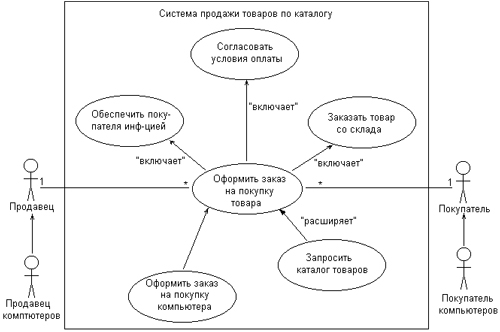 Система продажи товаров по каталогу
Согласовать
условия оплаты
Обеспечить поку-
пателя инф-цией
"включает"
Заказать товар
со склада
"включает"
"включает"
1
*
Оформить заказ
на покупку
товара
*
1
Продавец
Покупатель
"расширяет"
Запросить
каталог товаров
Оформить заказ
на покупку
компьютера
Продавец
комптютеров
Покупатель
компьютеров